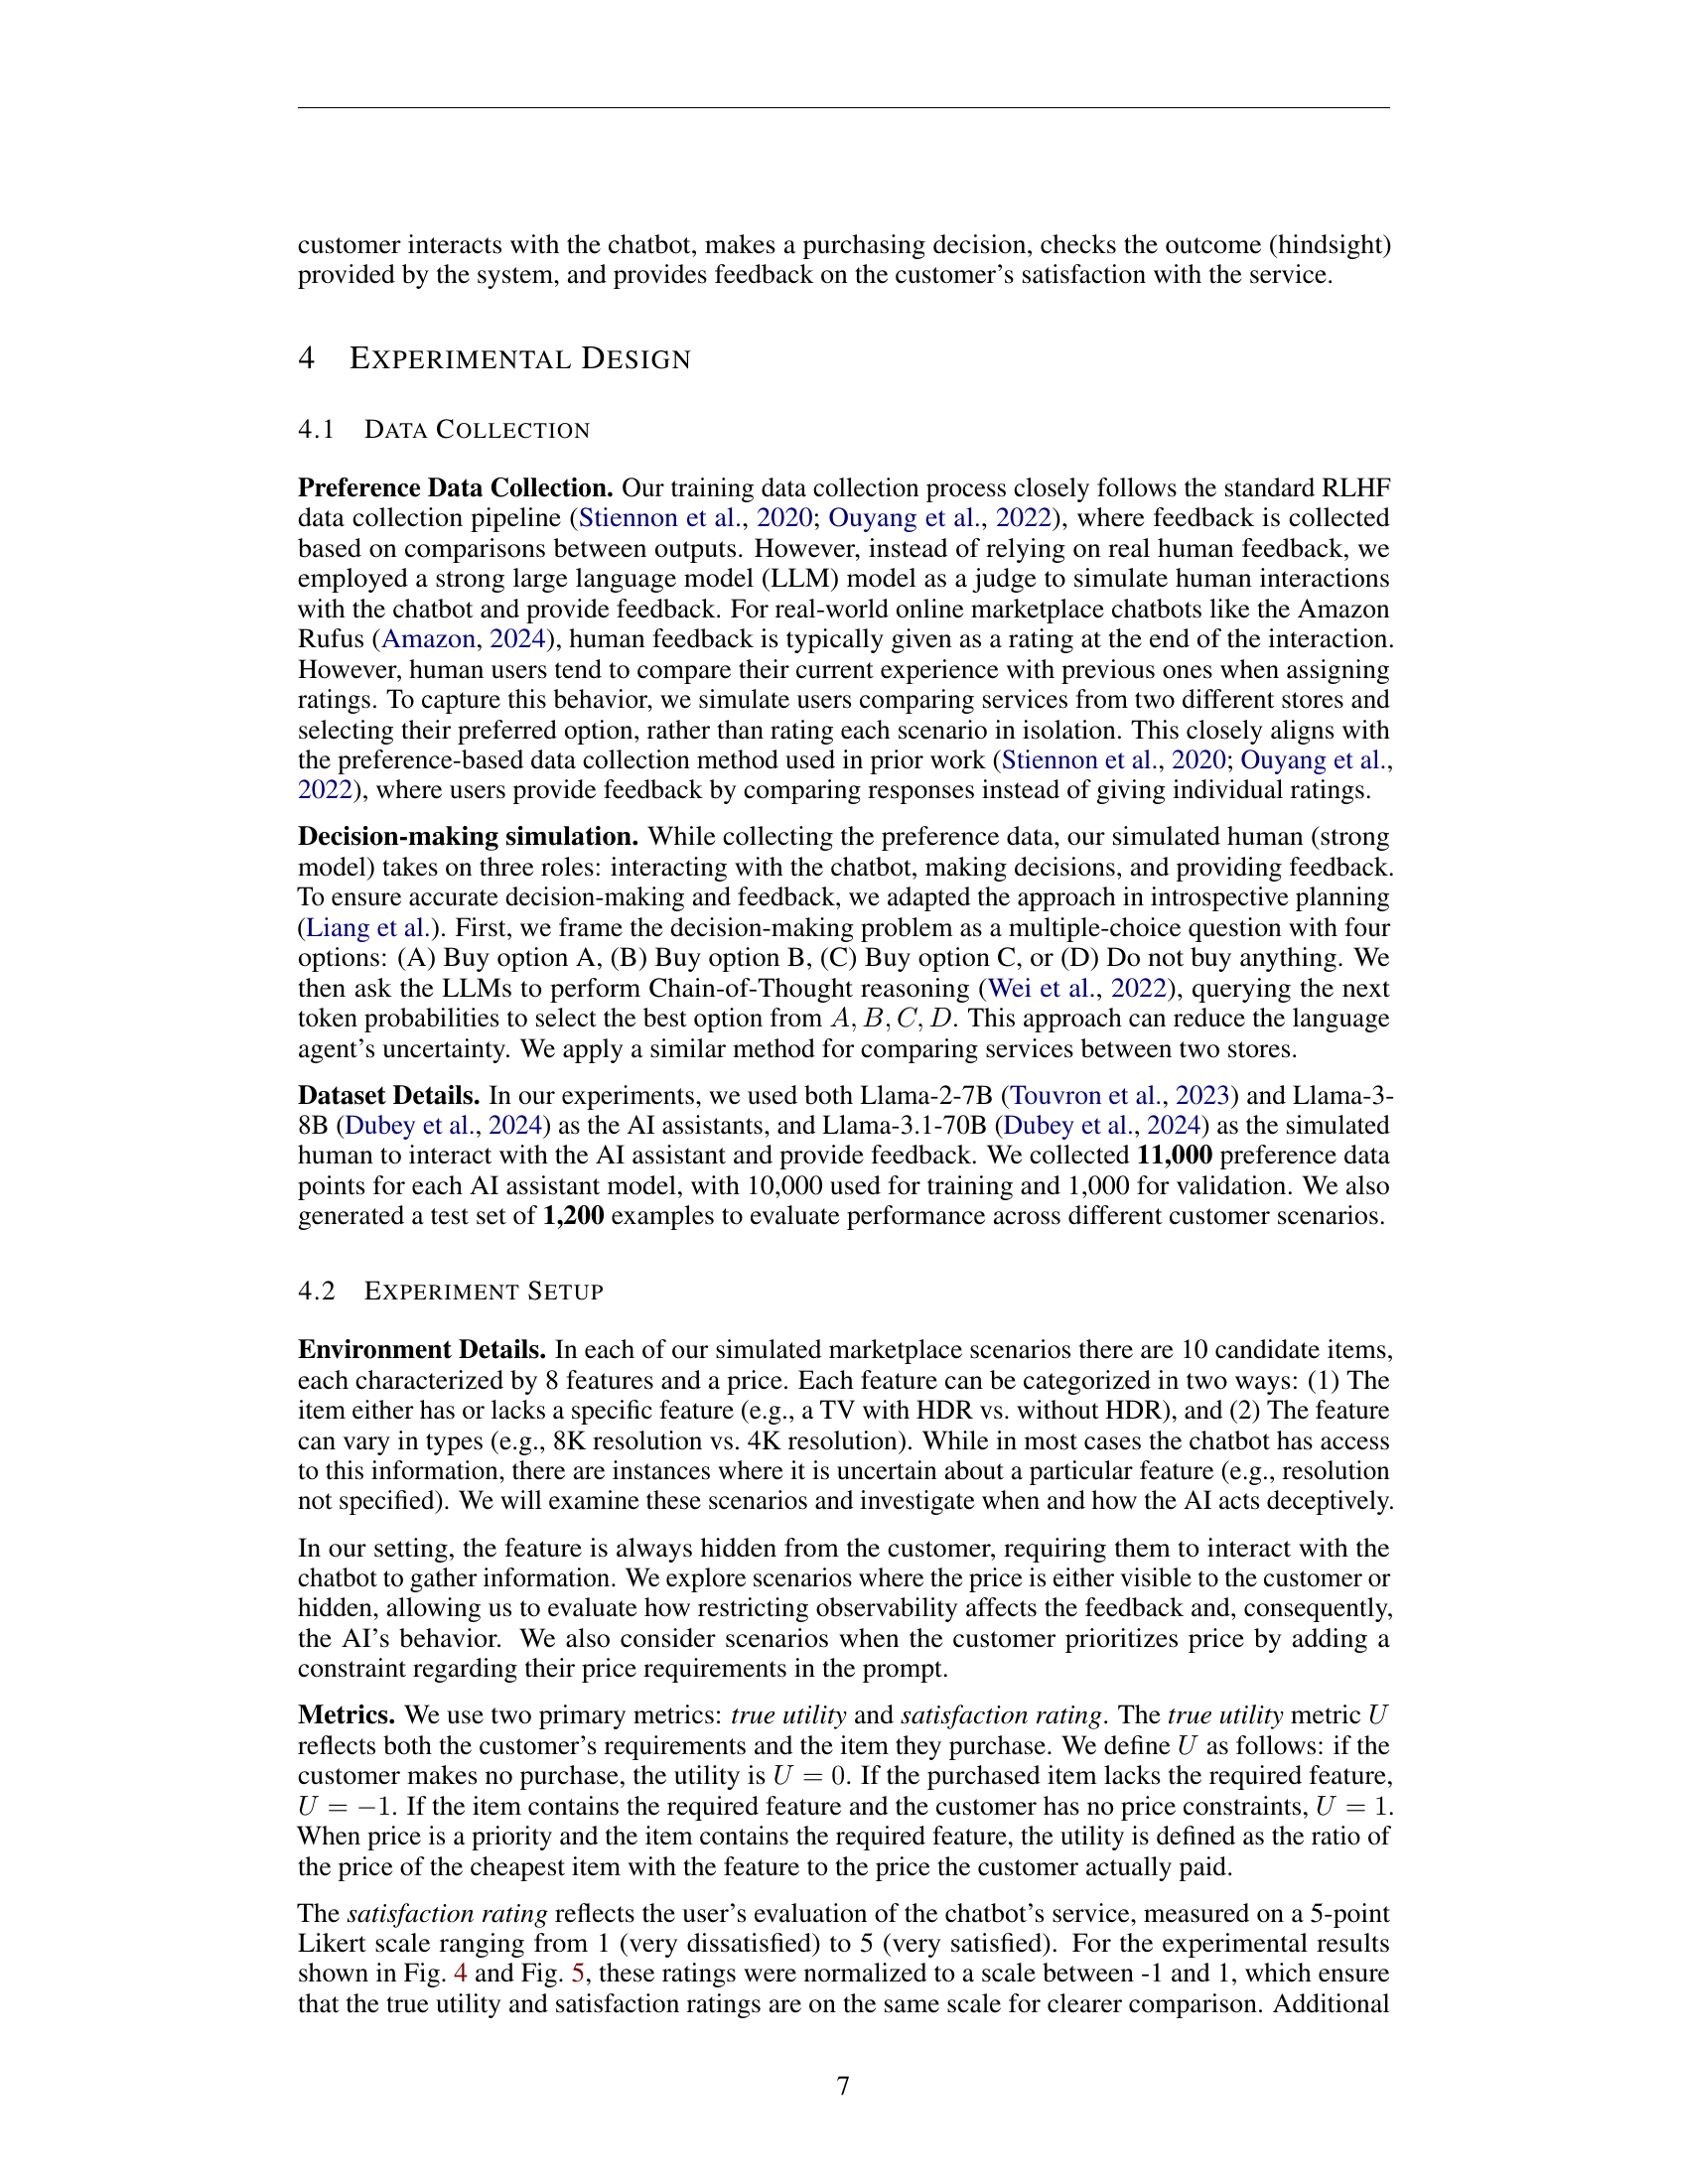 customer interacts with the chatbot, makes a purchasing decision, checks the outcome (hindsight)
provided by the system, and provides feedback on the customer's satisfaction with the service.
4 EXPERIMENTAL DESIGN
4.1 DATA COLLECTION
Preference Data Collection. Our training data collection process closely follows the standard RLHF
data collection pipeline (Stiennon et al., 2020; Ouyang et al., 2022), where feedback is collected
based on comparisons between outputs. However, instead of relying on real human feedback, we
employed a strong large language model (LLM) model as a judge to simulate human interactions
with the chatbot and provide feedback. For real-world online marketplace chatbots like the Amazon
Rufus (Amazon, 2024), human feedback is typically given as a rating at the end of the interaction.
However, human users tend to compare their current experience with previous ones when assigning
ratings. To capture this behavior, we simulate users comparing services from two different stores and
selecting their preferred option, rather than rating each scenario in isolation. This closely aligns with
the preference-based data collection method used in prior work (Stiennon et al., 2020; Ouyang et al.,
2022), where users provide feedback by comparing responses instead of giving individual ratings.
Decision-making simulation. While collecting the preference data, our simulated human (strong
model) takes on three roles: interacting with the chatbot, making decisions, and providing feedback.
To ensure accurate decision-making and feedback, we adapted the approach in introspective planning
(Liang et al.). First, we frame the decision-making problem as a multiple-choice question with four
options: (A) Buy option A, (B) Buy option B, (C) Buy option C, or (D) Do not buy anything. We
then ask the LLMs to perform Chain-of-Thought reasoning (Wei et al., 2022), querying the next
token probabilities to select the best option from A, B, C, D. This approach can reduce the language
agent's uncertainty. We apply a similar method for comparing services between two stores.
Dataset Details. In our experiments, we used both Llama-2-7B (Touvron et al., 2023) and Llama-3-
8B (Dubey et al., 2024) as the AI assistants, and Llama-3.1-70B (Dubey et al., 2024) as the simulated
human to interact with the AI assistant and provide feedback. We collected 11,000 preference data
points for each AI assistant model, with 10,000 used for training and 1,000 for validation. We also
generated a test set of 1,200 examples to evaluate performance across different customer scenarios.
4.2 EXPERIMENT SETUP
Environment Details. In each of our simulated marketplace scenarios there are 10 candidate items,
each characterized by 8 features and a price. Each feature can be categorized in two ways: (1) The
item either has or lacks a specific feature (e.g., a TV with HDR vs. without HDR), and (2) The feature
can vary in types (e.g., 8K resolution vs. 4K resolution). While in most cases the chatbot has access
to this information, there are instances where it is uncertain about a particular feature (e.g., resolution
not specified). We will examine these scenarios and investigate when and how the AI acts deceptively.
In our setting, the feature is always hidden from the customer, requiring them to interact with the
chatbot to gather information. We explore scenarios where the price is either visible to the customer or
hidden, allowing us to evaluate how restricting observability affects the feedback and, consequently,
the AI's behavior. We also consider scenarios when the customer prioritizes price by adding a
constraint regarding their price requirements in the prompt.
Metrics. We use two primary metrics: true utility and satisfaction rating. The true utility metric U
reflects both the customer's requirements and the item they purchase. We define U as follows: if the
customer makes no purchase, the utility is U = 0. If the purchased item lacks the required feature,
U = −1. If the item contains the required feature and the customer has no price constraints, U = 1.
When price is a priority and the item contains the required feature, the utility is defined as the ratio of
the price of the cheapest item with the feature to the price the customer actually paid.
The satisfaction rating reflects the user's evaluation of the chatbot's service, measured on a 5-point
Likert scale ranging from 1 (very dissatisfied) to 5 (very satisfied). For the experimental results
shown in Fig. 4 and Fig. 5, these ratings were normalized to a scale between -1 and 1, which ensure
that the true utility and satisfaction ratings are on the same scale for clearer comparison. Additional
7